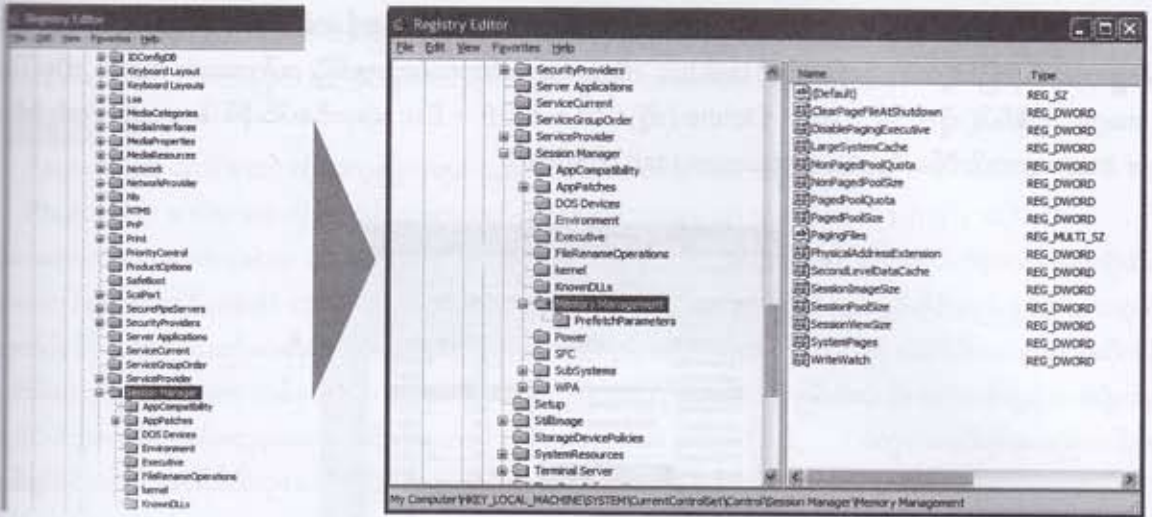 Registry Editor
File Edit View Favorites Help
IDConfigDB
Keyboard Layout
Keyboard Layouts
Lsa
MediaCategories
MediaInterfaces
MediaProperties
MediaResources
Network
NetworkProvider
Nls
NTMS
PnP
Print
PriorityControl
ProductOptions
SafeBoot
ScsiPort
SecurePipeServers
SecurityProviders
Server Applications
ServiceCurrent
ServiceGroupOrder
ServiceProvider
Session Manager
AppCompatibility
AppPatches
DOS Devices
Environment
Executive
FileRenameOperations
kernel
KnownDLLs
Registry Editor
File Edit View Favorites Help
SecurityProviders
Server Applications
ServiceCurrent
ServiceGroupOrder
ServiceProvider
Session Manager
AppCompatibility
AppPatches
DOS Devices
Environment
Executive
FileRenameOperations
kernel
KnownDLLs
Memory Management
PrefetchParameters
Power
SFC
SubSystems
WPA
Setup
StillImage
StorageDevicePolicies
SystemResources
Terminal Server
Name Type
(Default) REG_SZ
ClearPageFileAtShutdown REG_DWORD
DisablePagingExecutive REG_DWORD
LargeSystemCache REG_DWORD
NonPagedPoolQuota REG_DWORD
NonPagedPoolSize REG_DWORD
PagedPoolQuota REG_DWORD
PagedPoolSize REG_DWORD
PagingFiles REG_MULTI_SZ
PhysicalAddressExtension REG_DWORD
SecondLevelDataCache REG_DWORD
SessionImageSize REG_DWORD
SessionPoolSize REG_DWORD
SessionViewSize REG_DWORD
SystemPages REG_DWORD
WriteWatch REG_DWORD
My Computer\HKEY_LOCAL_MACHINE\SYSTEM\CurrentControlSet\Control\Session Manager\Memory Management